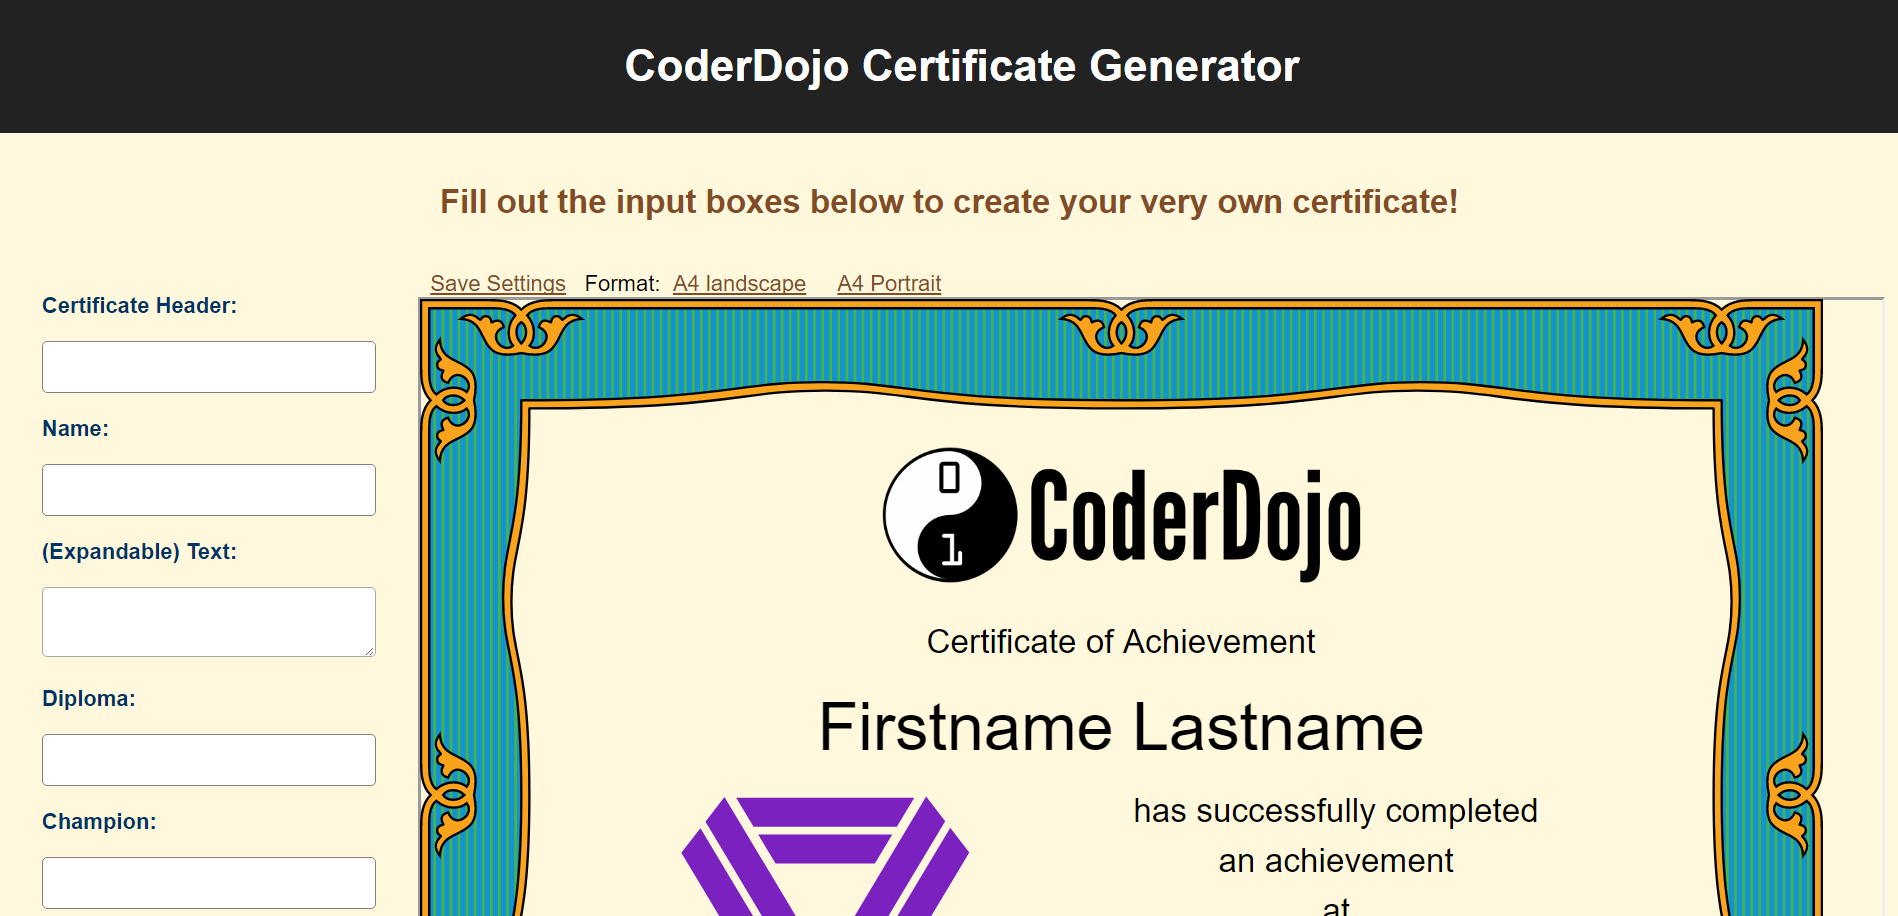 CoderDojo Certificate Generator
Fill out the input boxes below to create your very own certificate!
Save Settings Format: A4 landscape A4 Portrait
Certificate Header:
Name:
(Expandable) Text:
Diploma:
Champion:
0
1
CoderDojo
Certificate of Achievement
Firstname Lastname
has successfully completed
an achievement
at